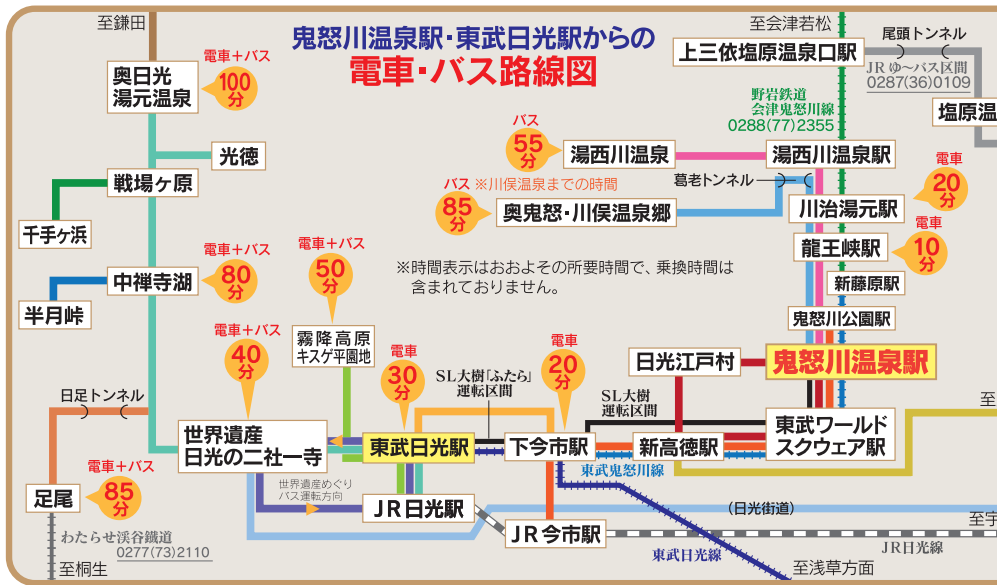 至鎌田
鬼怒川温泉駅・東武日光駅からの
電車・バス路線図
至会津若松
上三依塩原温泉口駅
尾頭トンネル
JRゆ〜バス区間
0287(36)0109
塩原温
野岩鉄道
会津鬼怒川線
0288(77)2355
電車+バス
100
分
奥日光
湯元温泉
光徳
戦場ヶ原
千手ヶ浜
バス
55
分
湯西川温泉
湯西川温泉駅
バス ※川俣温泉までの時間
85
分
奥鬼怒・川俣温泉郷
葛老トンネル
電車
20
分
川治湯元駅
龍王峡駅
電車
10
分
新藤原駅
鬼怒川公園駅
※時間表示はおおよその所要時間で、乗換時間は
含まれておりません。
中禅寺湖
電車+バス
80
分
半月峠
電車+バス
50
分
霧降高原
キスゲ平園地
電車+バス
40
分
電車
30
分
SL大樹「ふたら」
運転区間
電車
20
分
日光江戸村
鬼怒川温泉駅
SL大樹
運転区間
至
日足トンネル
世界遺産
日光の二社一寺
東武日光駅
下今市駅
新高徳駅
東武ワールド
スクウェア駅
東武鬼怒川線
電車+バス
85
分
足尾
世界遺産めぐり
バス運転方向
JR日光駅
JR今市駅
(日光街道)
至宇
JR日光線
東武日光線
至浅草方面
わたらせ渓谷鐵道
0277(73)2110
至桐生